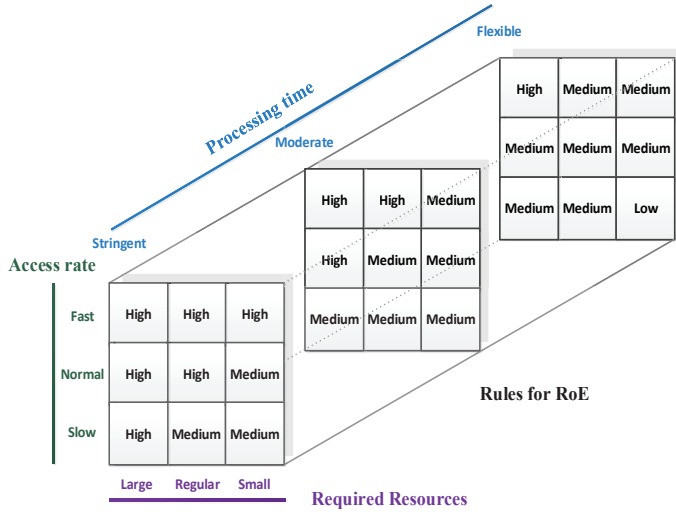 Flexible
Processing time
High Medium Medium
Medium Medium Medium
Medium Medium Low
Moderate
High High Medium
High Medium Medium
Medium Medium Medium
Stringent
Access rate
Fast High High High
Normal High High Medium
Slow High Medium Medium
Rules for RoE
Large Regular Small
Required Resources